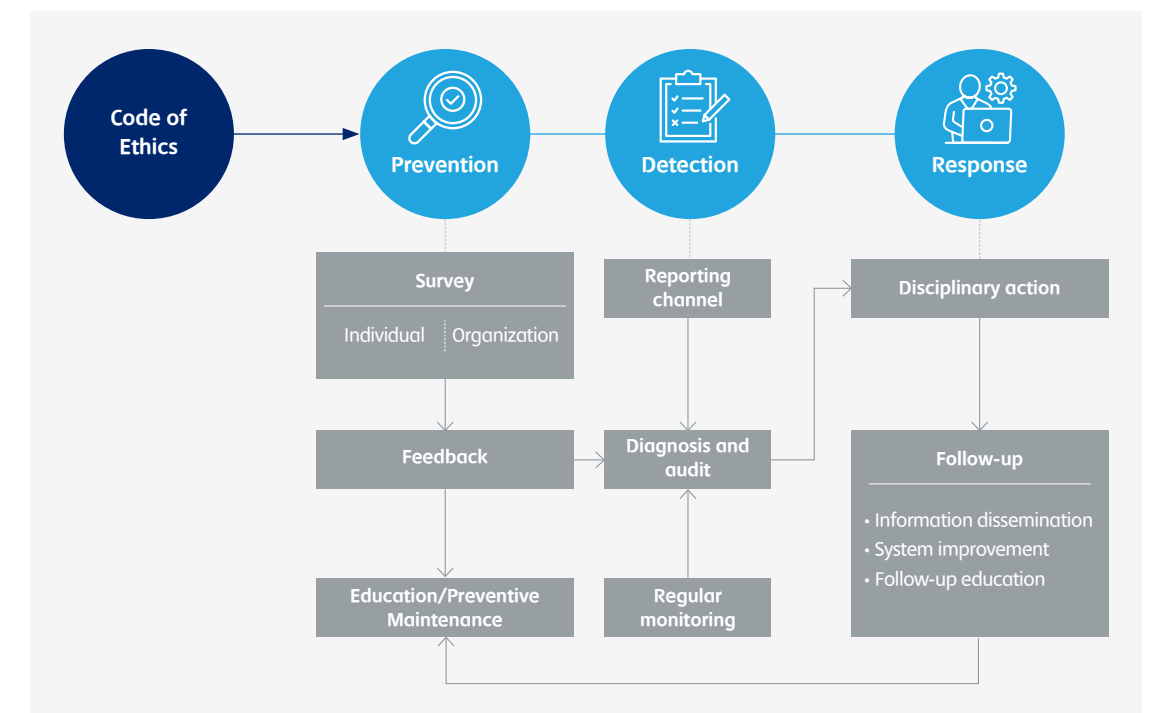 Code of
Ethics
Prevention
Detection
Response
Survey
Individual
Organization
Feedback
Education/Preventive
Maintenance
Reporting
channel
Diagnosis and
audit
Regular
monitoring
Disciplinary action
Follow-up
• Information dissemination
• System improvement
• Follow-up education